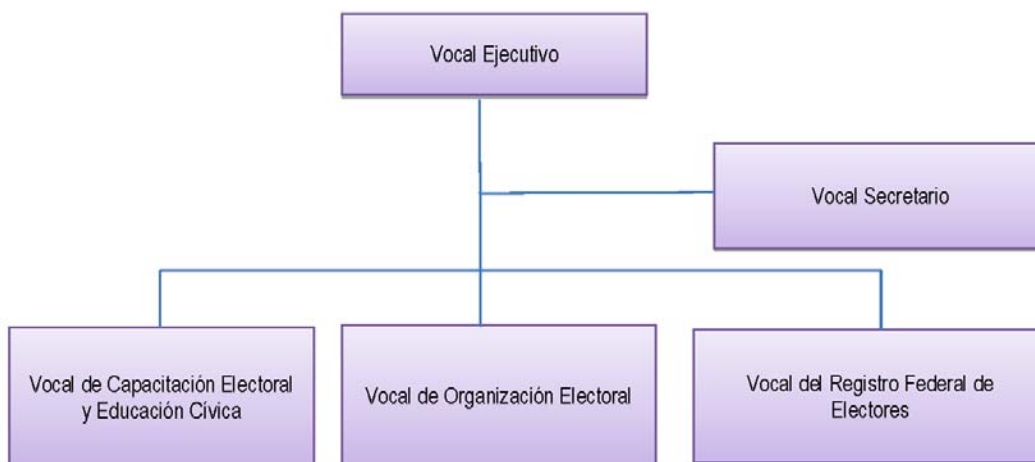 Vocal Ejecutivo
Vocal Secretario
Vocal de Capacitación Electoral
y Educación Cívica
Vocal de Organización Electoral
Vocal del Registro Federal de
Electores